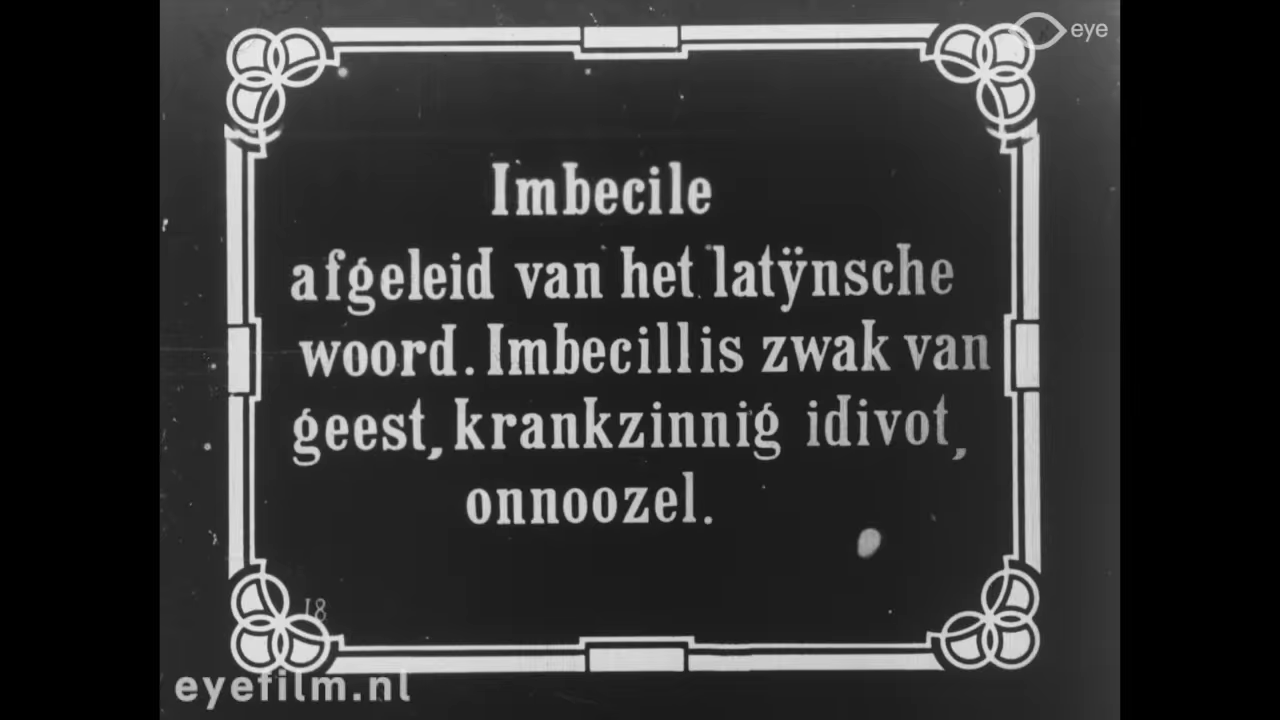 eye
Imbecile
afgeleid van het latÿnsche
woord. Imbecillis zwak van
geest, krankzinnig idivot,
onnoozel.
18
eyefilm.nl